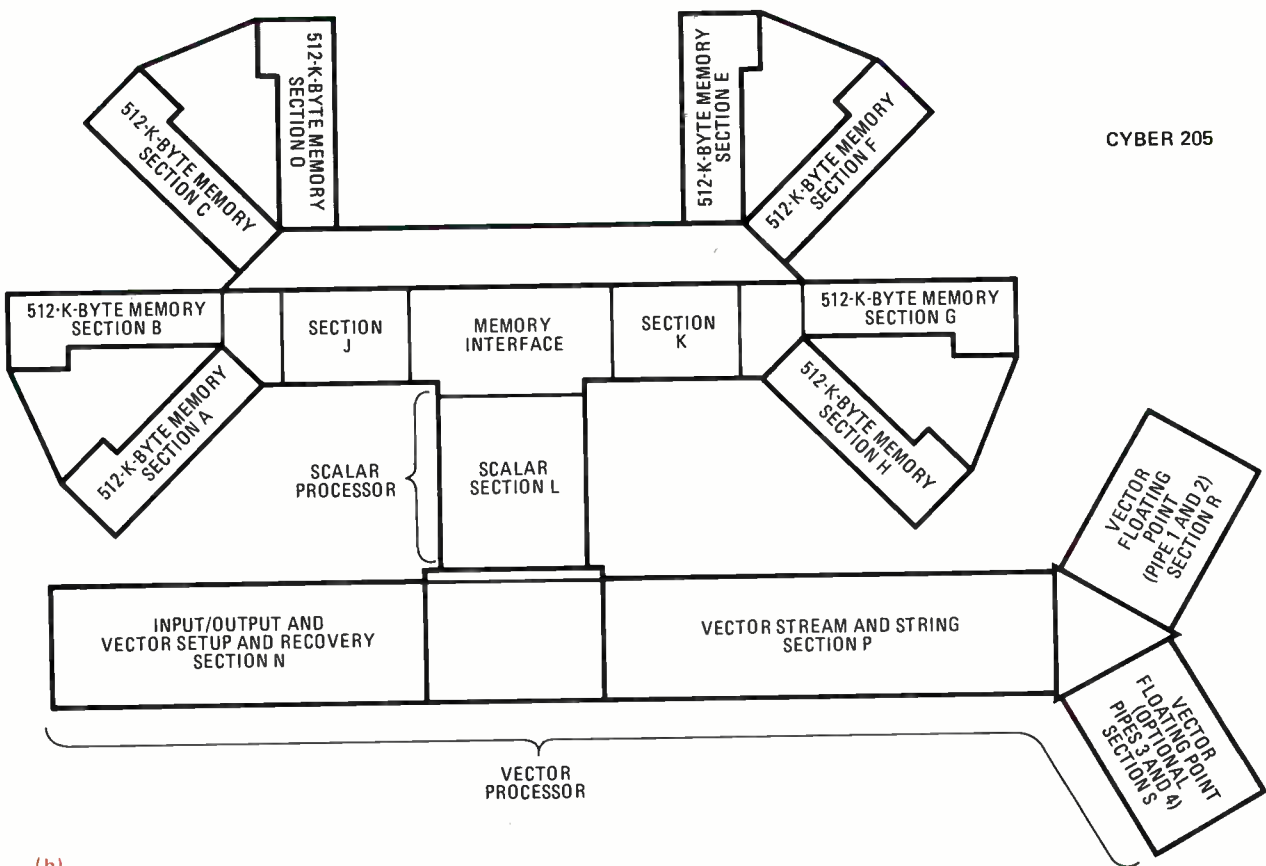 512-K-BYTE MEMORY
SECTION O
512-K-BYTE MEMORY
SECTION E
512-K-BYTE MEMORY
SECTION C
512-K-BYTE MEMORY
SECTION F
CYBER 205
512-K-BYTE MEMORY
SECTION B
SECTION
J
MEMORY
INTERFACE
SECTION
K
512-K-BYTE MEMORY
SECTION G
512-K-BYTE MEMORY
SECTION A
512-K-BYTE MEMORY
SECTION H
SCALAR
PROCESSOR
SCALAR
SECTION L
VECTOR
FLOATING
POINT
(PIPE 1 AND 2)
SECTION R
INPUT/OUTPUT AND
VECTOR SETUP AND RECOVERY
SECTION N
VECTOR STREAM AND STRING
SECTION P
VECTOR
FLOATING POINT
(OPTIONAL
PIPES 3 AND 4)
SECTION S
VECTOR
PROCESSOR
(b)